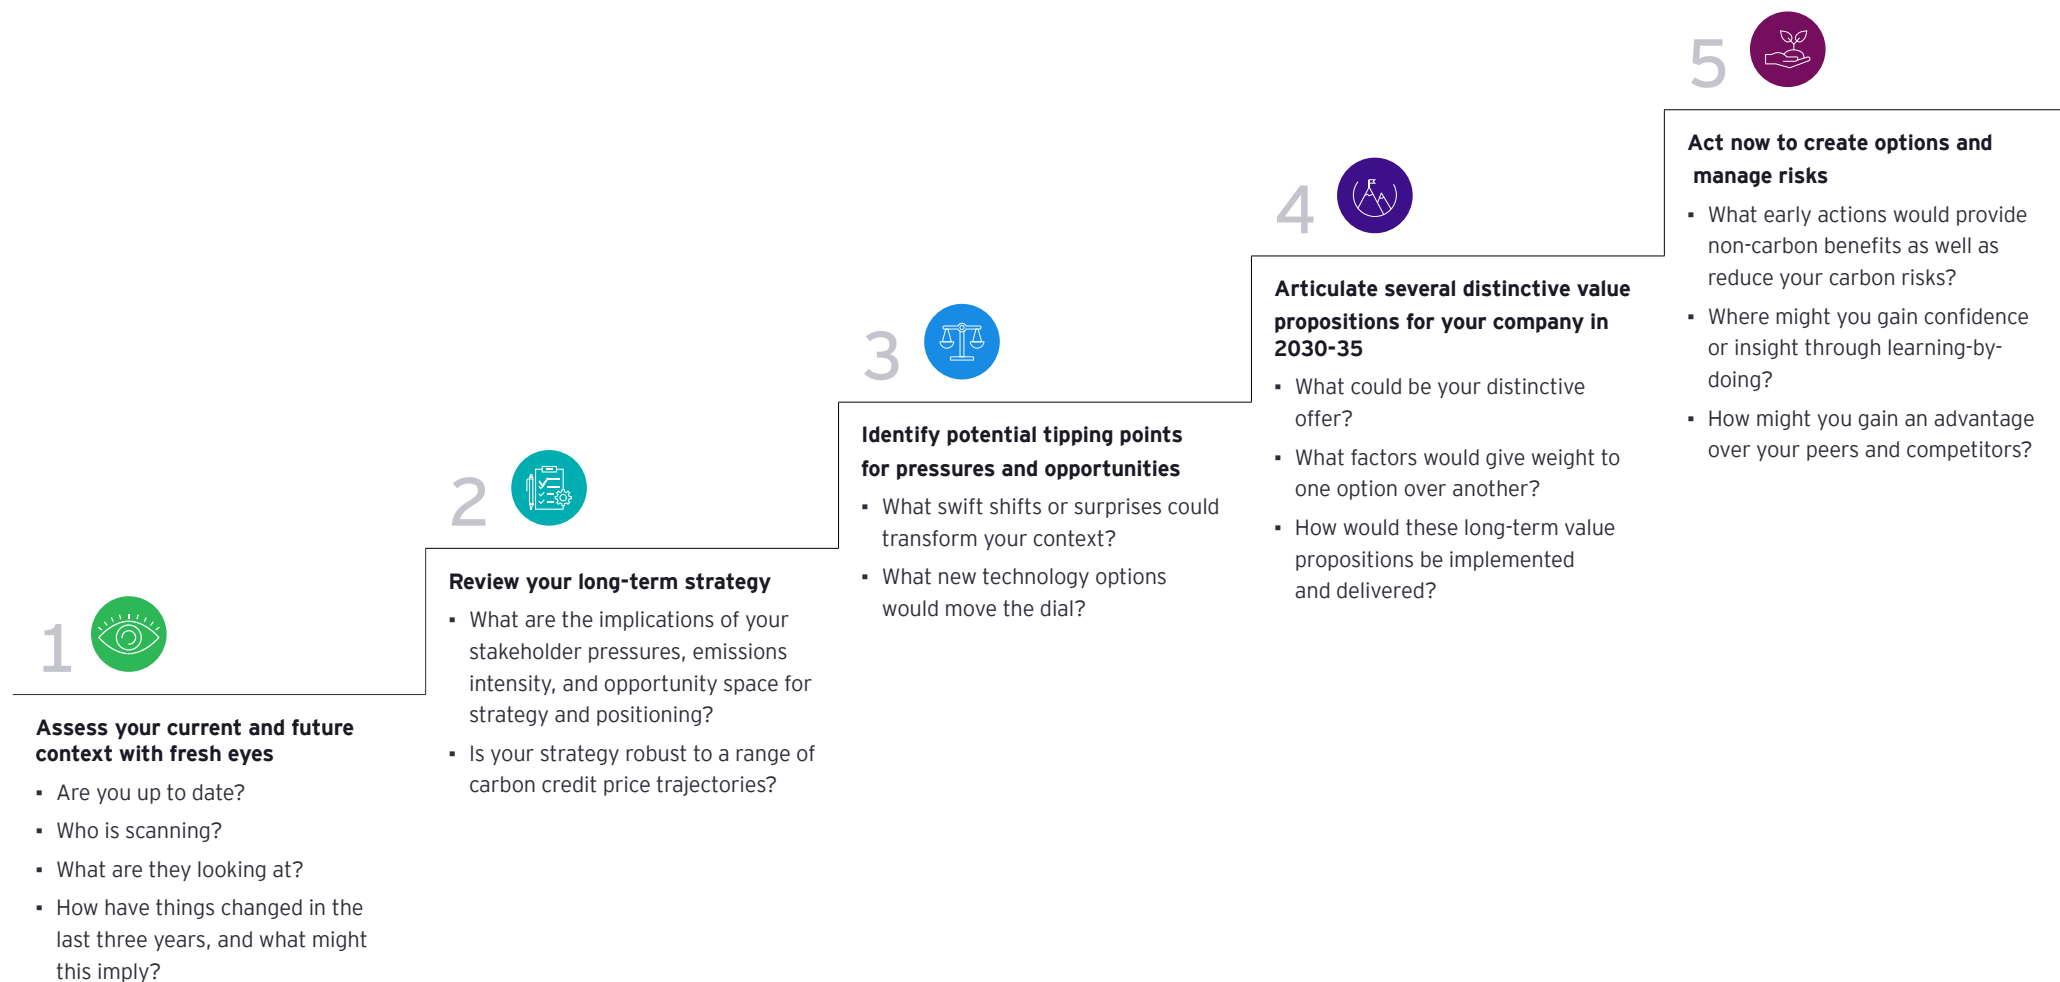 1
Assess your current and future
context with fresh eyes
▪ Are you up to date?
▪ Who is scanning?
▪ What are they looking at?
▪ How have things changed in the
last three years, and what might
this imply?
2
Review your long-term strategy
▪ What are the implications of your
stakeholder pressures, emissions
intensity, and opportunity space for
strategy and positioning?
▪ Is your strategy robust to a range of
carbon credit price trajectories?
3
Identify potential tipping points
for pressures and opportunities
▪ What swift shifts or surprises could
transform your context?
▪ What new technology options
would move the dial?
4
Articulate several distinctive value
propositions for your company in
2030-35
▪ What could be your distinctive
offer?
▪ What factors would give weight to
one option over another?
▪ How would these long-term value
propositions be implemented
and delivered?
5
Act now to create options and
manage risks
▪ What early actions would provide
non-carbon benefits as well as
reduce your carbon risks?
▪ Where might you gain confidence
or insight through learning-by-
doing?
▪ How might you gain an advantage
over your peers and competitors?